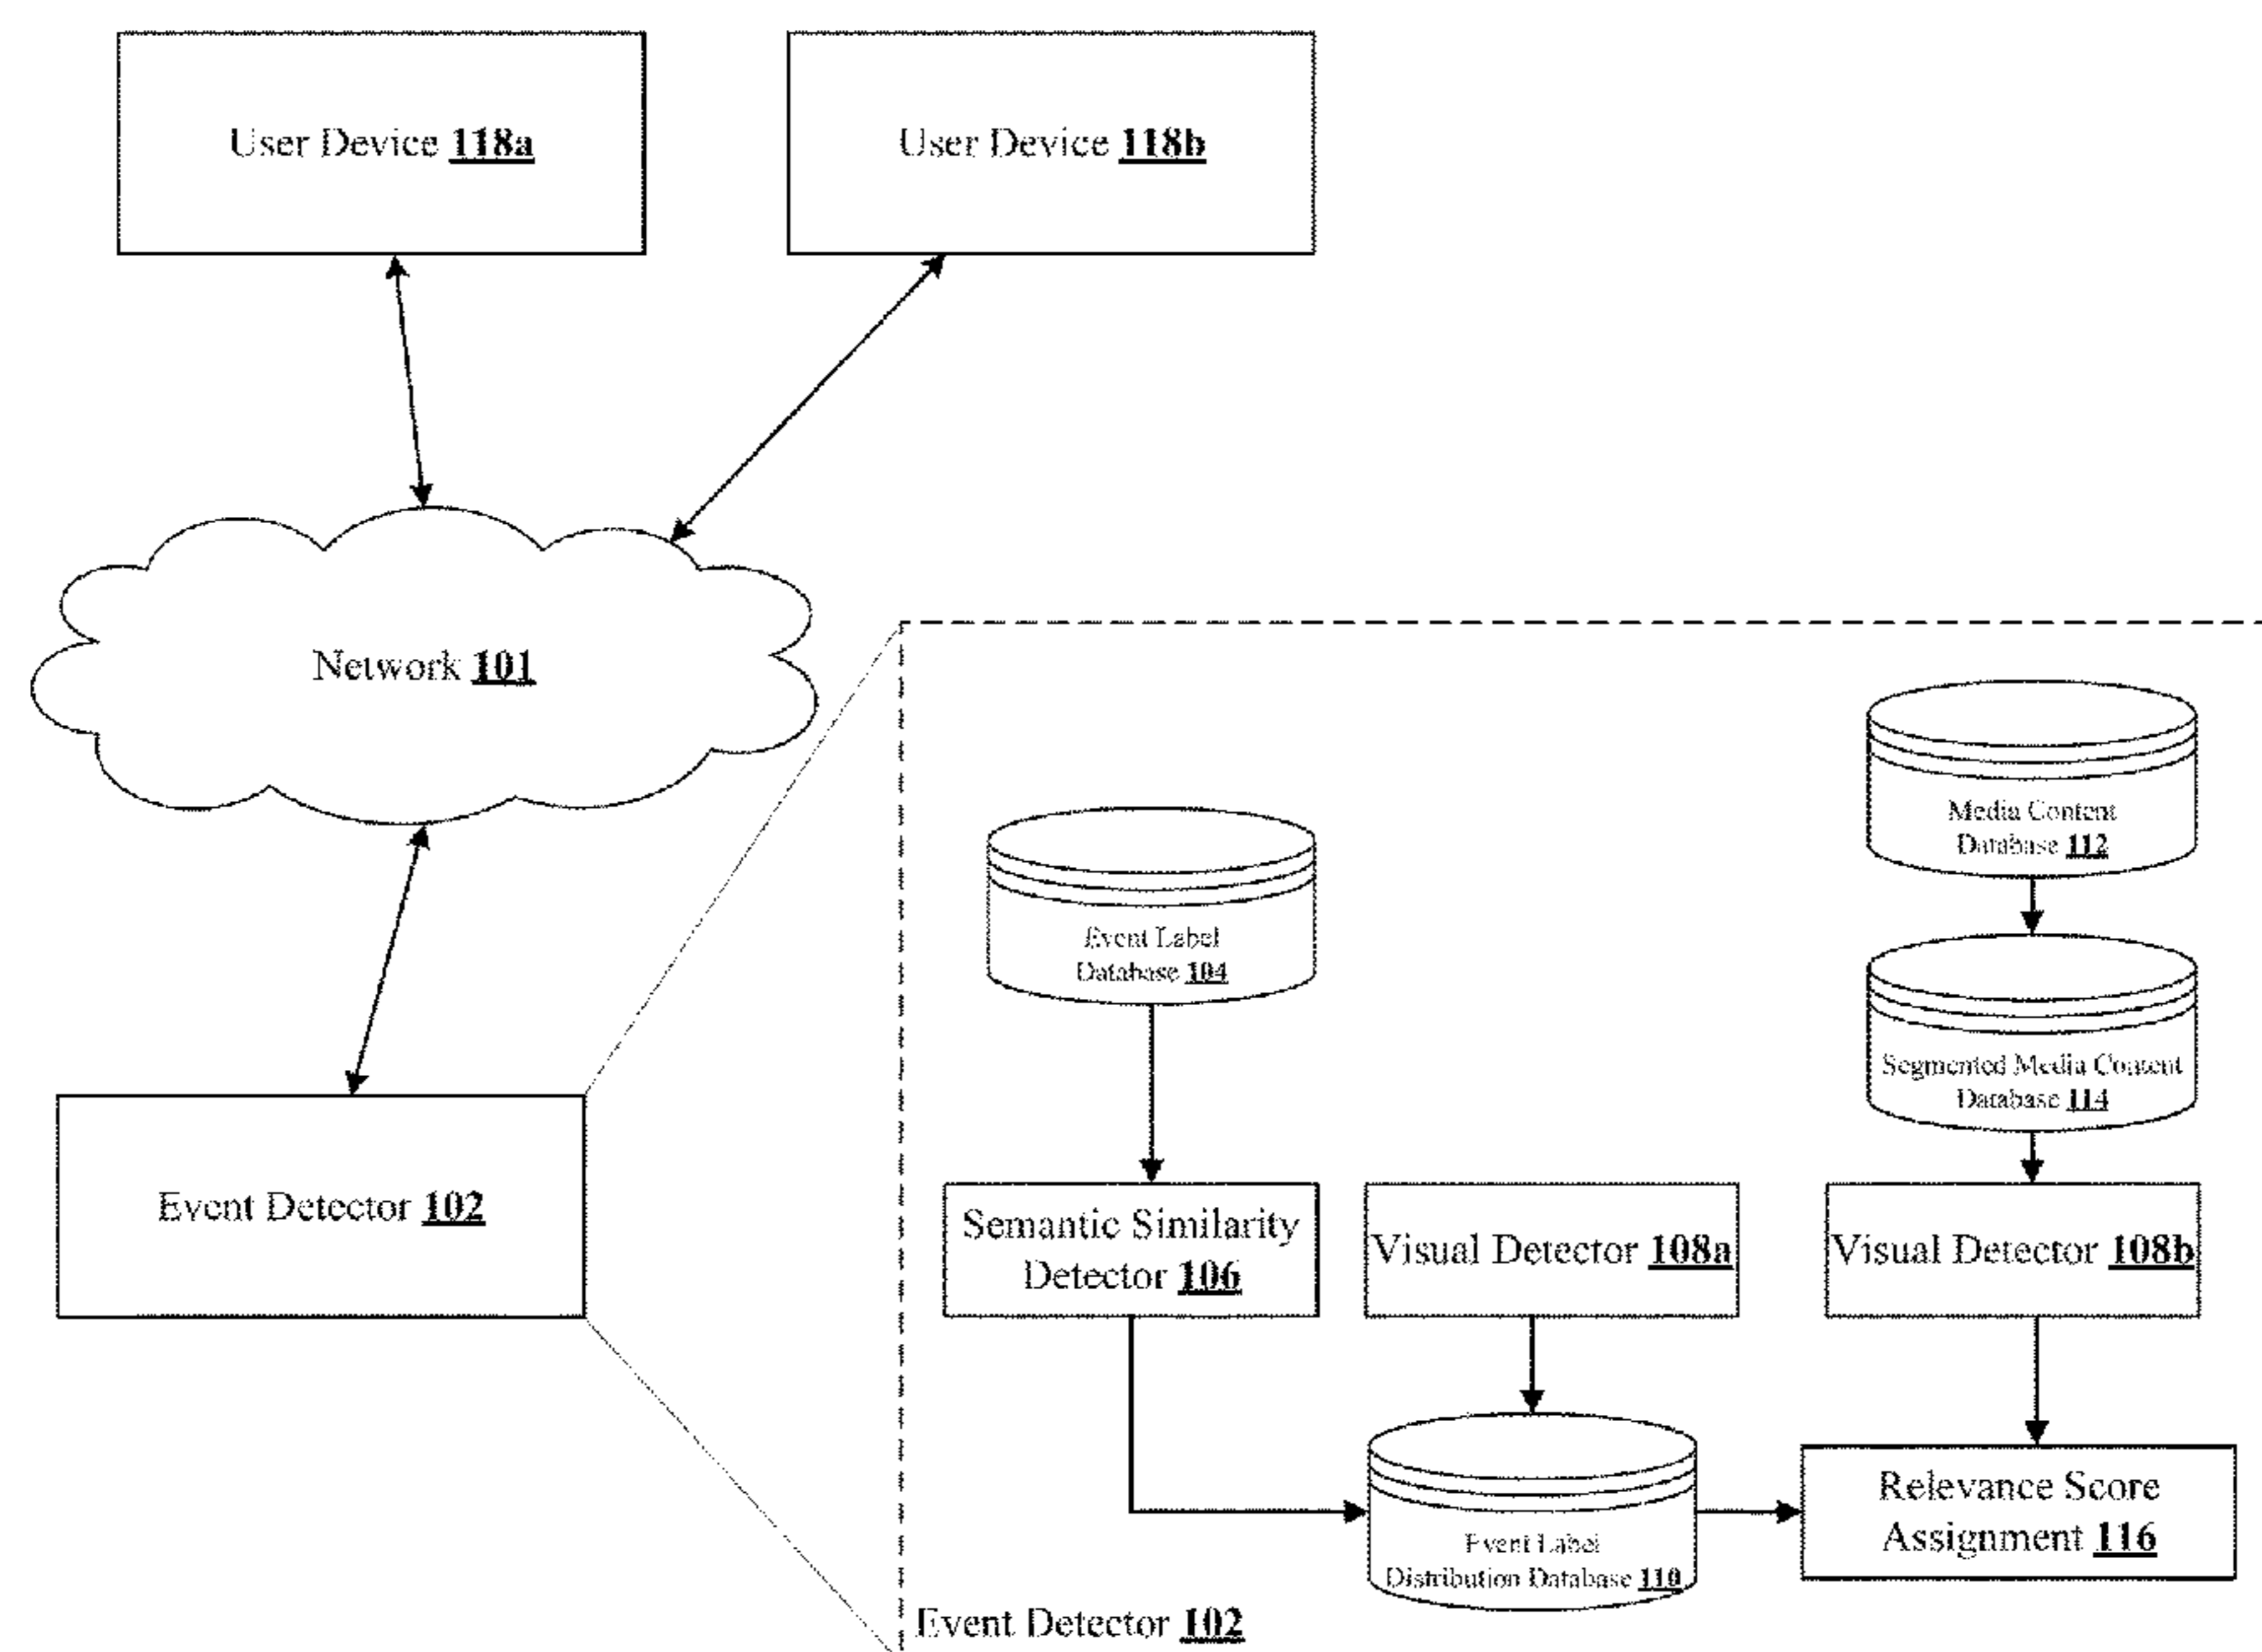 User Device 118a
User Device 118b
Network 101
Media Content
Database 112
Event Label
Database 104
Segmented Media Content
Database 114
Event Detector 102
Semantic Similarity
Detector 106
Visual Detector 108a
Visual Detector 108b
Relevance Score
Assignment 116
Event Label
Distribution Database 110
Event Detector 102